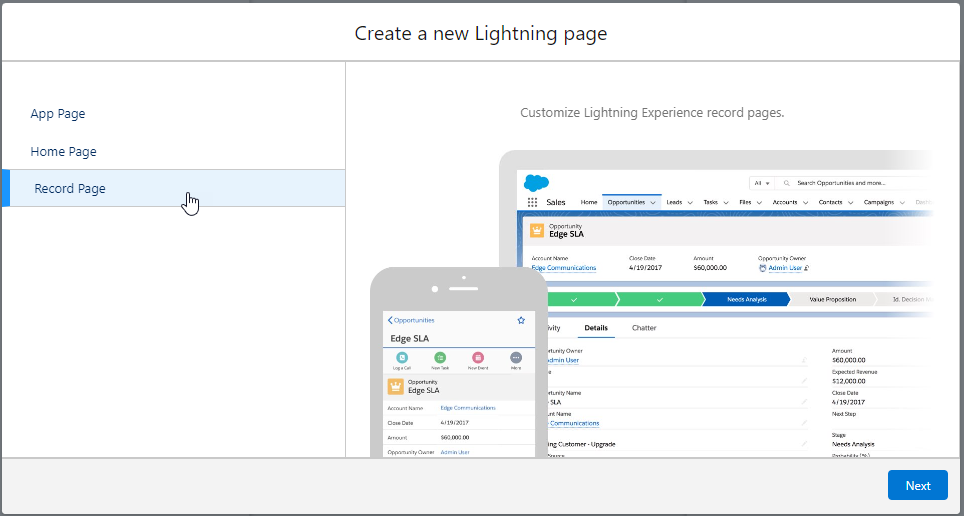 Create a new Lightning page
App Page
Home Page
Record Page
Customize Lightning Experience record pages.
All Search Opportunities and more...
Sales Home Opportunities Leads Tasks Files Accounts Contacts Campaigns
Opportunity
Edge SLA
Account Name Close Date Amount Opportunity Owner
Edge Communications 4/19/2017 $60,000.00 Admin User
Needs Analysis Value Proposition Id. Decision
ivity Details Chatter
ortunity Owner
Admin User
ortunity Name
SLA
unt Name
Communications
ting Customer - Upgrade
Source
Amount
$60,000.00
Expected Revenue
$12,000.00
Close Date
4/19/2017
Next Step
Stage
Needs Analysis
Probability (%)
Opportunities
Edge SLA
Log a Call New Task New Event More
Opportunity
Edge SLA
Account Name Edge Communications
Close Date 4/19/2017
Amount $60,000.00
Opportunity Owner Admin User
Next